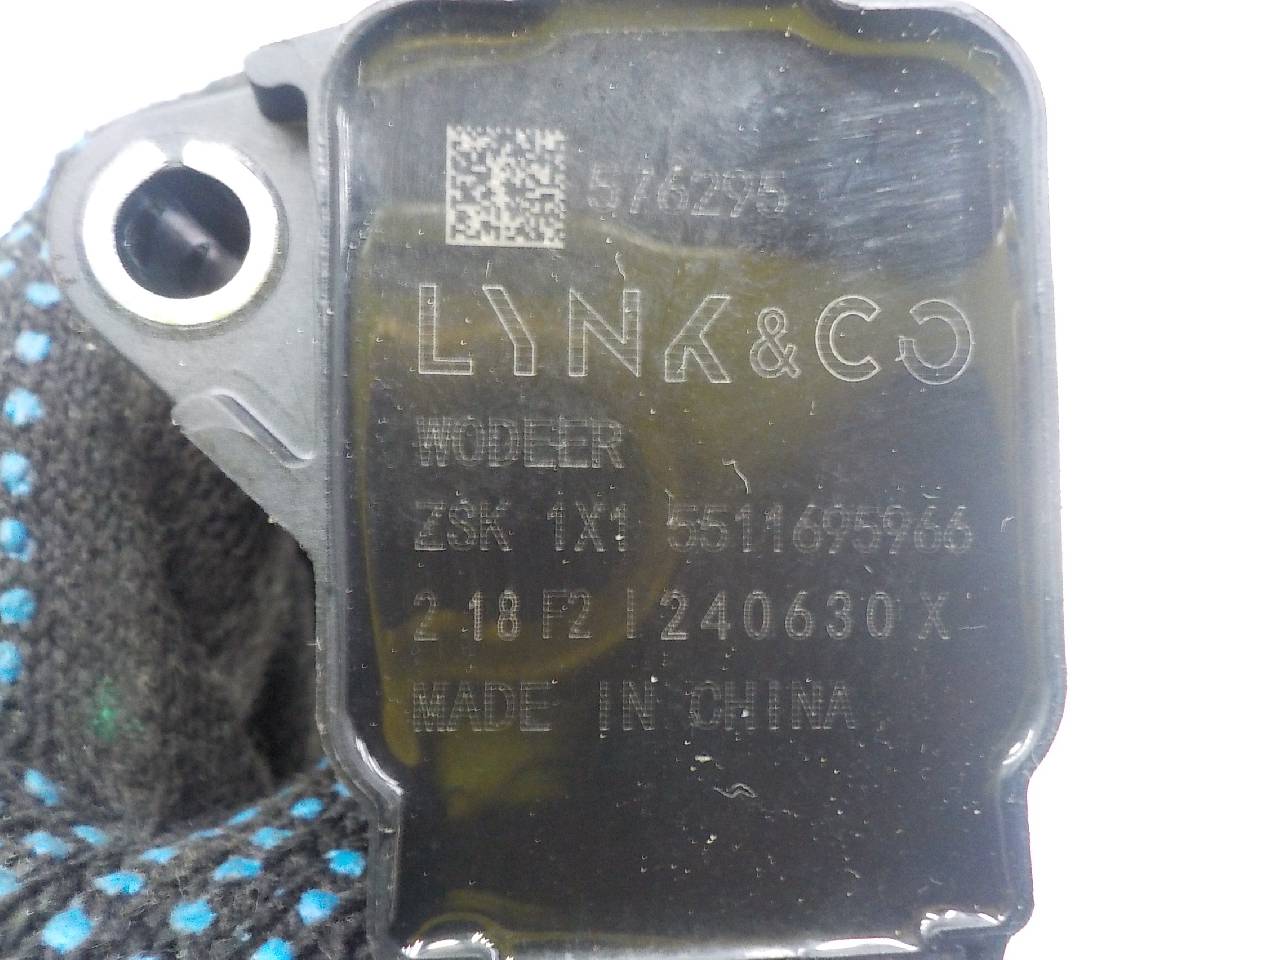 576295
LYNK & CO
WODEER
ZSK 1X1 5511695966
2 18 F2 I 240630 X
MADE IN CHINA